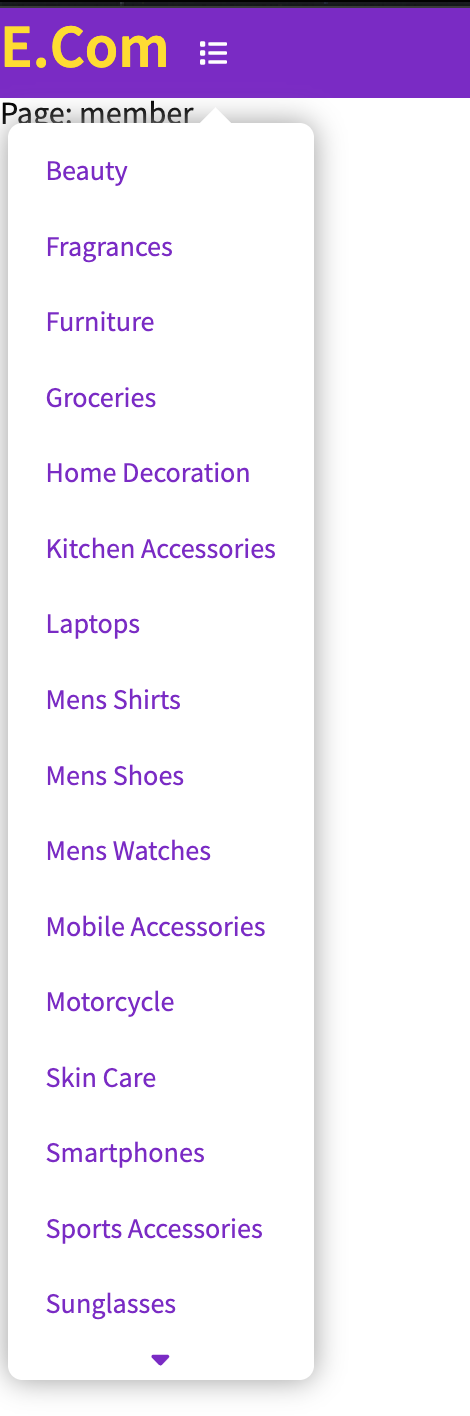 E.Com
Page: member
Beauty
Fragrances
Furniture
Groceries
Home Decoration
Kitchen Accessories
Laptops
Mens Shirts
Mens Shoes
Mens Watches
Mobile Accessories
Motorcycle
Skin Care
Smartphones
Sports Accessories
Sunglasses